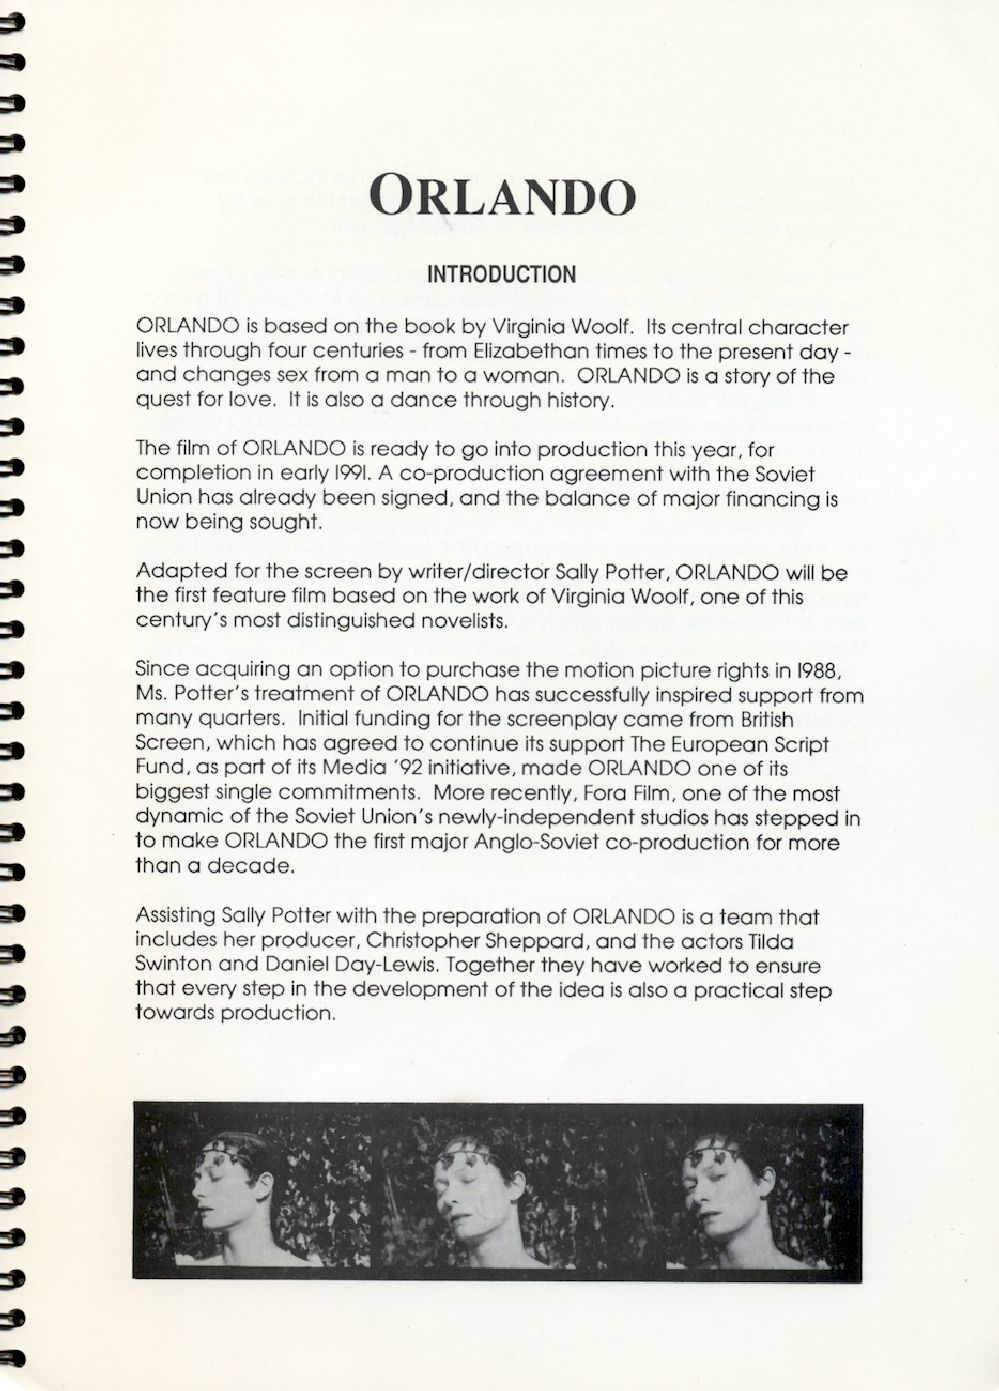 ORLANDO
INTRODUCTION
ORLANDO is based on the book by Virginia Woolf. Its central character
lives through four centuries - from Elizabethan times to the present day -
and changes sex from a man to a woman. ORLANDO is a story of the
quest for love. It is also a dance through history.
The film of ORLANDO is ready to go into production this year, for
completion in early 1991. A co-production agreement with the Soviet
Union has already been signed, and the balance of major financing is
now being sought.
Adapted for the screen by writer/director Sally Potter, ORLANDO will be
the first feature film based on the work of Virginia Woolf, one of this
century's most distinguished novelists.
Since acquiring an option to purchase the motion picture rights in 1988,
Ms. Potter's treatment of ORLANDO has successfully inspired support from
many quarters. Initial funding for the screenplay came from British
Screen, which has agreed to continue its support The European Script
Fund, as part of its Media '92 initiative, made ORLANDO one of its
biggest single commitments. More recently, Fora Film, one of the most
dynamic of the Soviet Union's newly-independent studios has stepped in
to make ORLANDO the first major Anglo-Soviet co-production for more
than a decade.
Assisting Sally Potter with the preparation of ORLANDO is a team that
includes her producer, Christopher Sheppard, and the actors Tilda
Swinton and Daniel Day-Lewis. Together they have worked to ensure
that every step in the development of the idea is also a practical step
towards production.